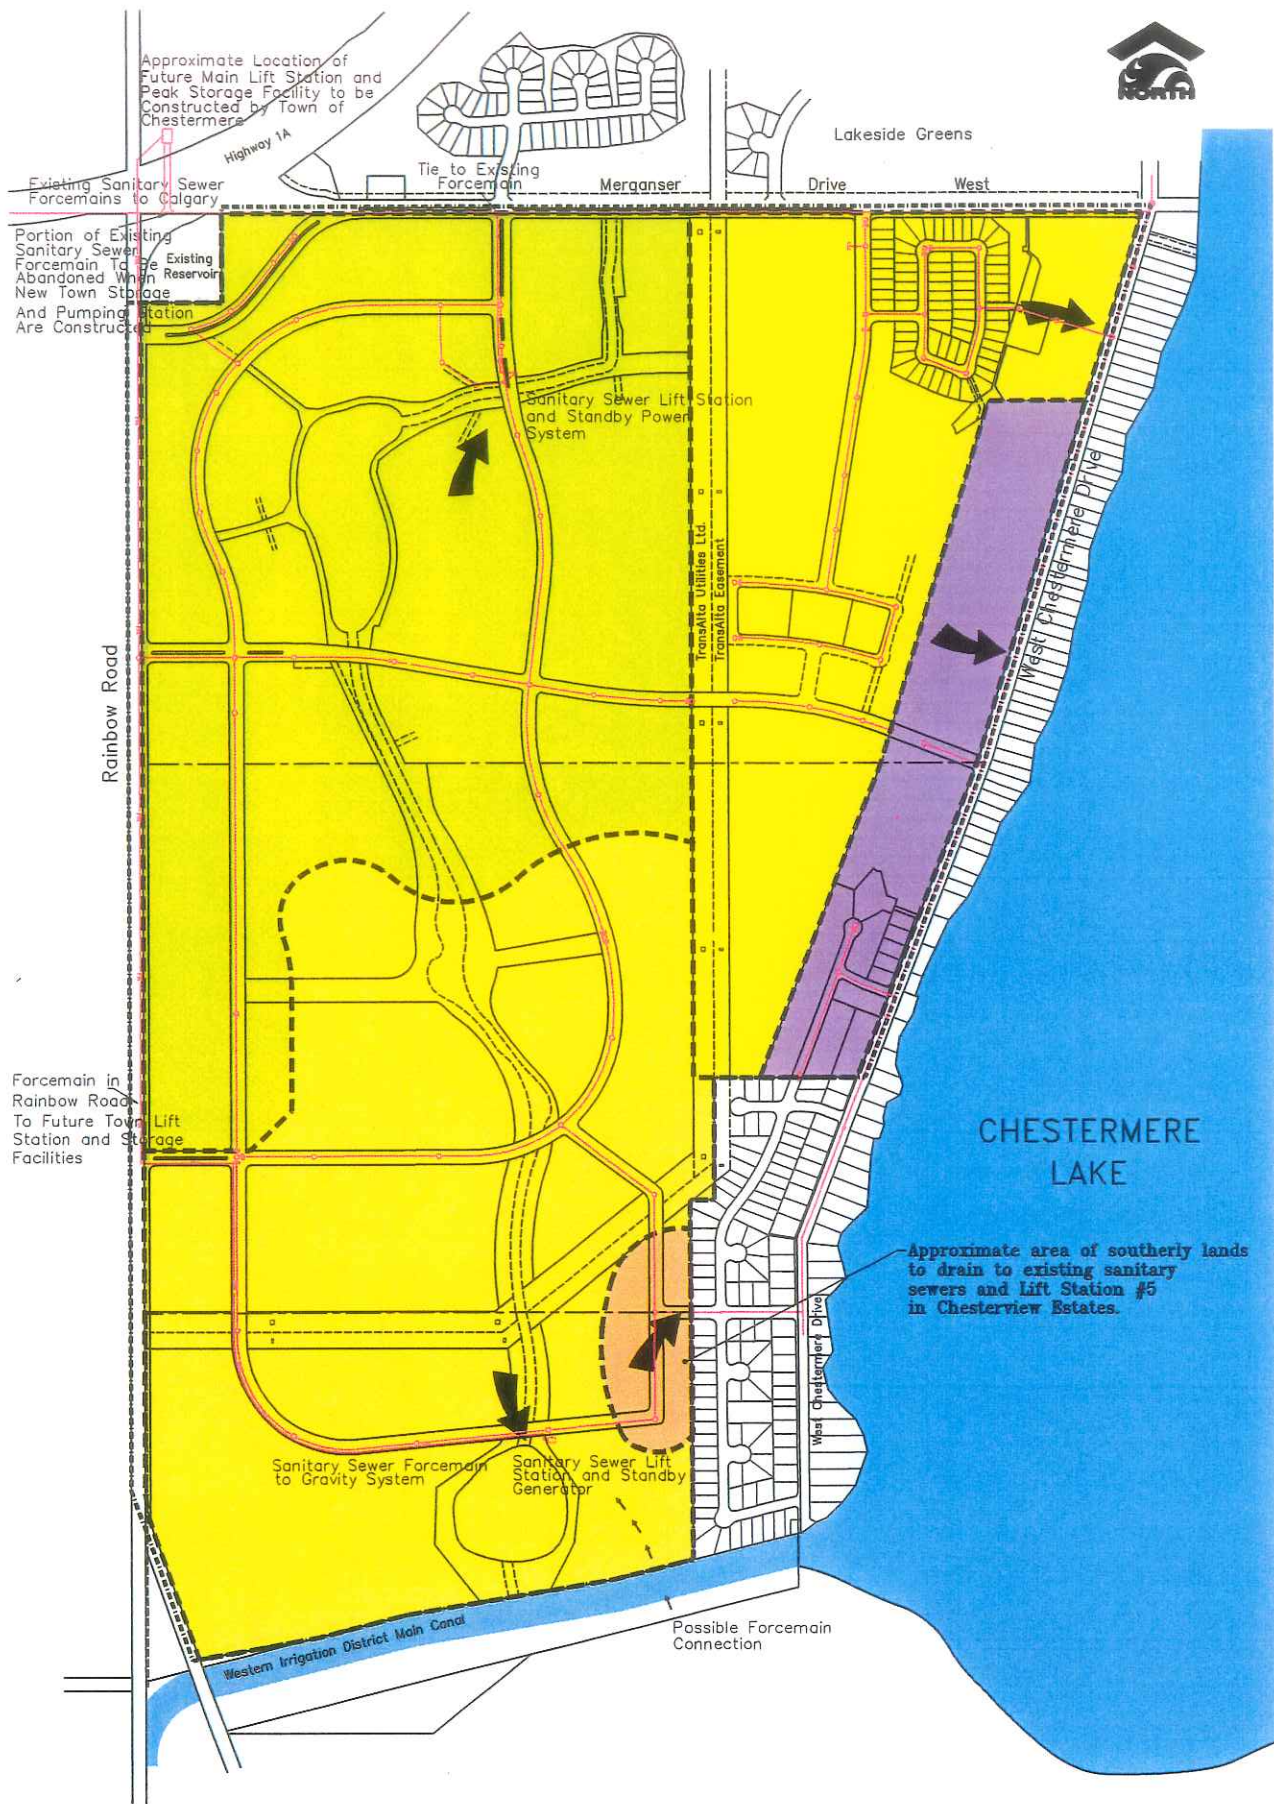 NORTH
Approximate Location of
Future Main Lift Station and
Peak Storage Facility to be
Constructed by Town of
Chestermere
Highway 1A
Lakeside Greens
Tie to Existing
Forcemain
Merganser Drive West
Existing Sanitary Sewer
Forcemains to Calgary
Portion of Existing
Sanitary Sewer
Forcemain To Be
Abandoned When
New Town Storage
And Pumping Station
Are Constructed
Existing
Reservoir
Sanitary Sewer Lift Station
and Standby Power
System
TransAlta Utilities Ltd.
TransAlta Easement
West Chestermere Drive
Rainbow Road
Forcemain in
Rainbow Road
To Future Town Lift
Station and Storage
Facilities
CHESTERMERE
LAKE
Approximate area of southerly lands
to drain to existing sanitary
sewers and Lift Station #5
in Chesterview Estates.
West Chestermere Drive
Sanitary Sewer Forcemain
to Gravity System
Sanitary Sewer Lift
Station and Standby
Generator
Western Irrigation District Main Canal
Possible Forcemain
Connection